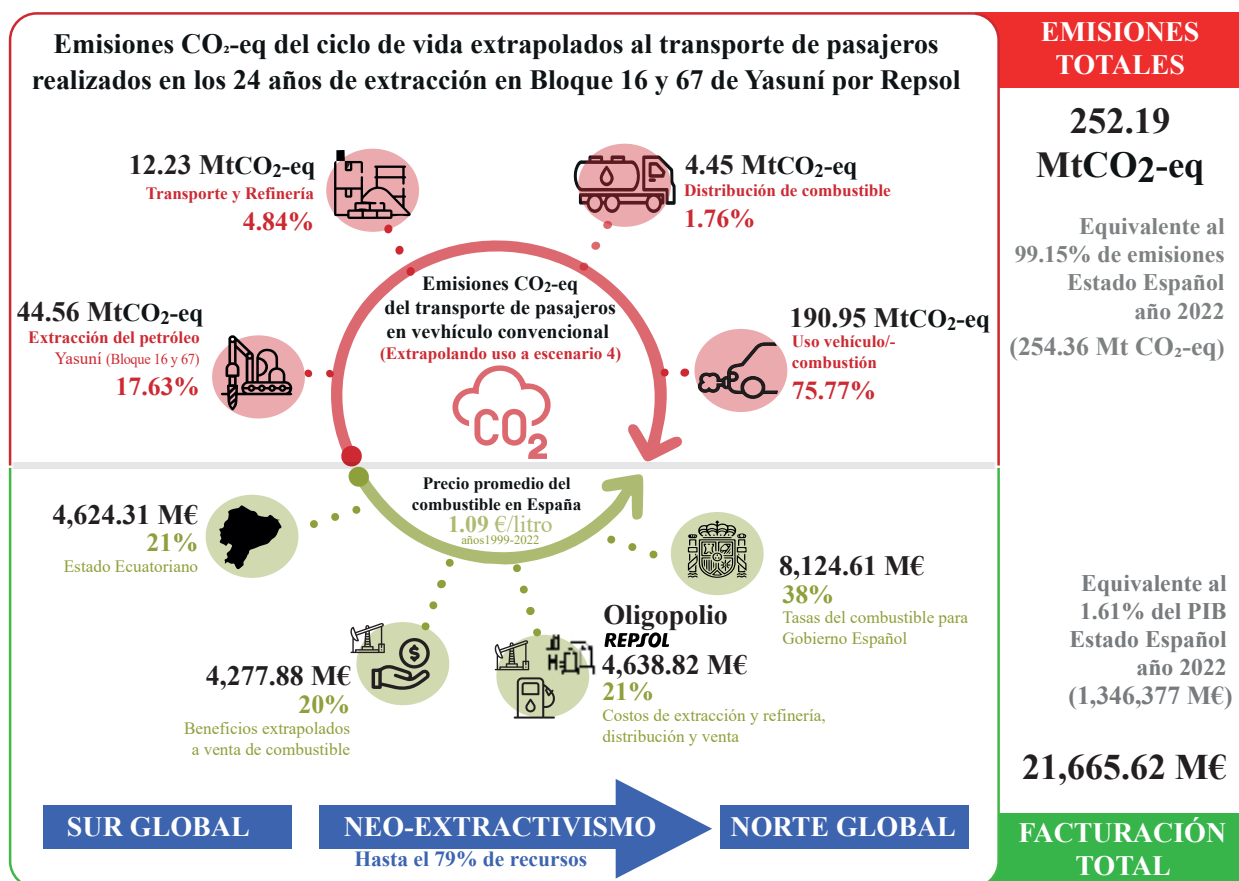 Emisiones CO₂-eq del ciclo de vida extrapolados al transporte de pasajeros
realizados en los 24 años de extracción en Bloque 16 y 67 de Yasuní por Repsol
12.23 MtCO₂-eq
Transporte y Refinería
4.84%
4.45 MtCO₂-eq
Distribución de combustible
1.76%
44.56 MtCO₂-eq
Extracción del petróleo
Yasuní (Bloque 16 y 67)
17.63%
Emisiones CO₂-eq
del transporte de pasajeros
en vevhículo convencional
(Extrapolando uso a escenario 4)
CO₂
190.95 MtCO₂-eq
Uso vehículo/-
combustión
75.77%
Precio promedio del
combustible en España
1.09 €/litro
años1999-2022
4,624.31 M€
21%
Estado Ecuatoriano
$
4,277.88 M€
20%
Beneficios extrapolados
a venta de combustible
Oligopolio
REPSOL
4,638.82 M€
21%
Costos de extracción y refinería,
distribución y venta
8,124.61 M€
38%
Tasas del combustible para
Gobierno Español
SUR GLOBAL
NEO-EXTRACTIVISMO
Hasta el 79% de recursos
NORTE GLOBAL
EMISIONES
TOTALES
252.19
MtCO₂-eq
Equivalente al
99.15% de emisiones
Estado Español
año 2022
(254.36 Mt CO₂-eq)
Equivalente al
1.61% del PIB
Estado Español
año 2022
(1,346,377 M€)
21,665.62 M€
FACTURACIÓN
TOTAL